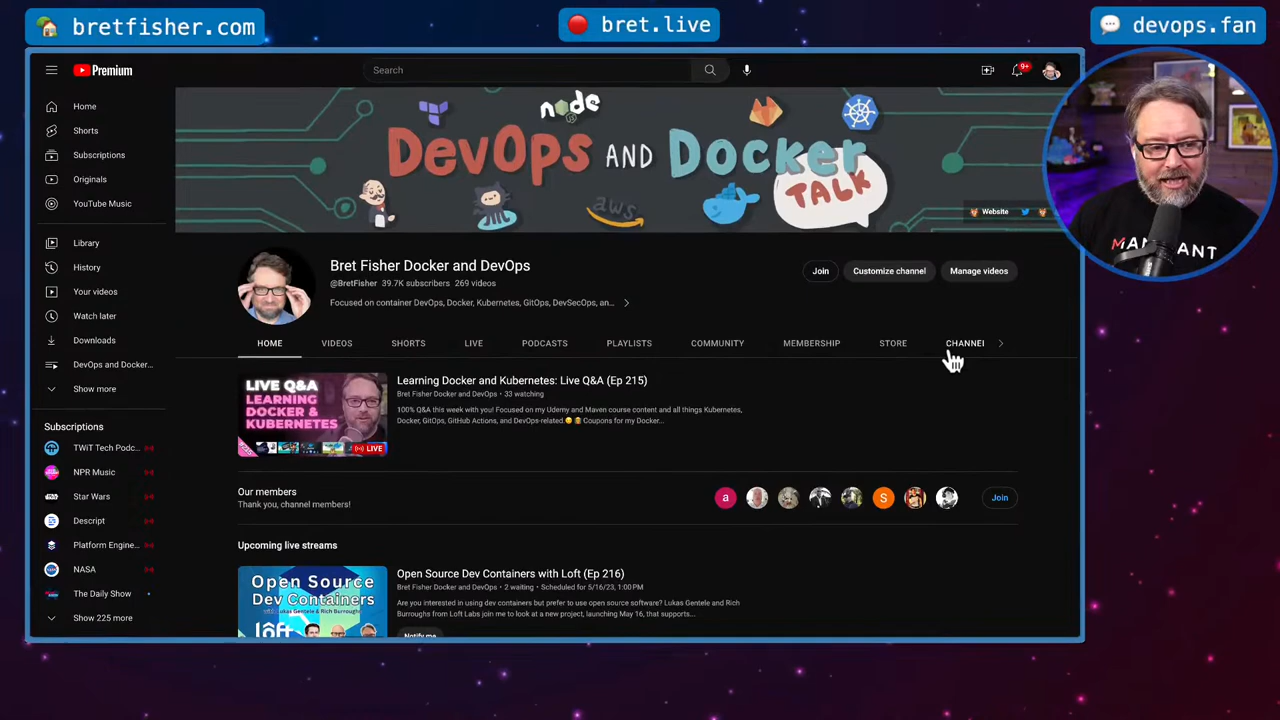 bretfisher.com
bret.live
devops.fan
Premium
Search
9+
Home
Shorts
Subscriptions
Originals
YouTube Music
Library
History
Your videos
Watch later
Downloads
DevOps and Docker...
Show more
Subscriptions
TWiT Tech Podc...
NPR Music
Star Wars
Descript
Platform Engine...
NASA
The Daily Show
Show 225 more
node
DevOps AND Docker
TALK
aws
Website
Bret Fisher Docker and DevOps
@BretFisher 39.7K subscribers 269 videos
Focused on container DevOps, Docker, Kubernetes, GitOps, DevSecOps, an...
Join
Customize channel
Manage videos
HOME VIDEOS SHORTS LIVE PODCASTS PLAYLISTS COMMUNITY MEMBERSHIP STORE CHANNEL
LIVE Q&A
LEARNING
DOCKER &
KUBERNETES
LIVE
Learning Docker and Kubernetes: Live Q&A (Ep 215)
Bret Fisher Docker and DevOps • 33 watching
100% Q&A this week with you! Focused on my Udemy and Maven course content and all things Kubernetes,
Docker, GitOps, GitHub Actions, and DevOps-related. Coupons for my Docker...
Our members
Thank you, channel members!
a
S
Join
Upcoming live streams
Open Source
Dev Containers
with Lukas Gentele & Rich Burroughs
loft
Open Source Dev Containers with Loft (Ep 216)
Bret Fisher Docker and DevOps • 2 waiting • Scheduled for 5/16/23, 1:00 PM
Are you interested in using dev containers but prefer to use open source software? Lukas Gentele and Rich
Burroughs from Loft Labs join me to look at a new project, launching May 16, that supports...
Notify me